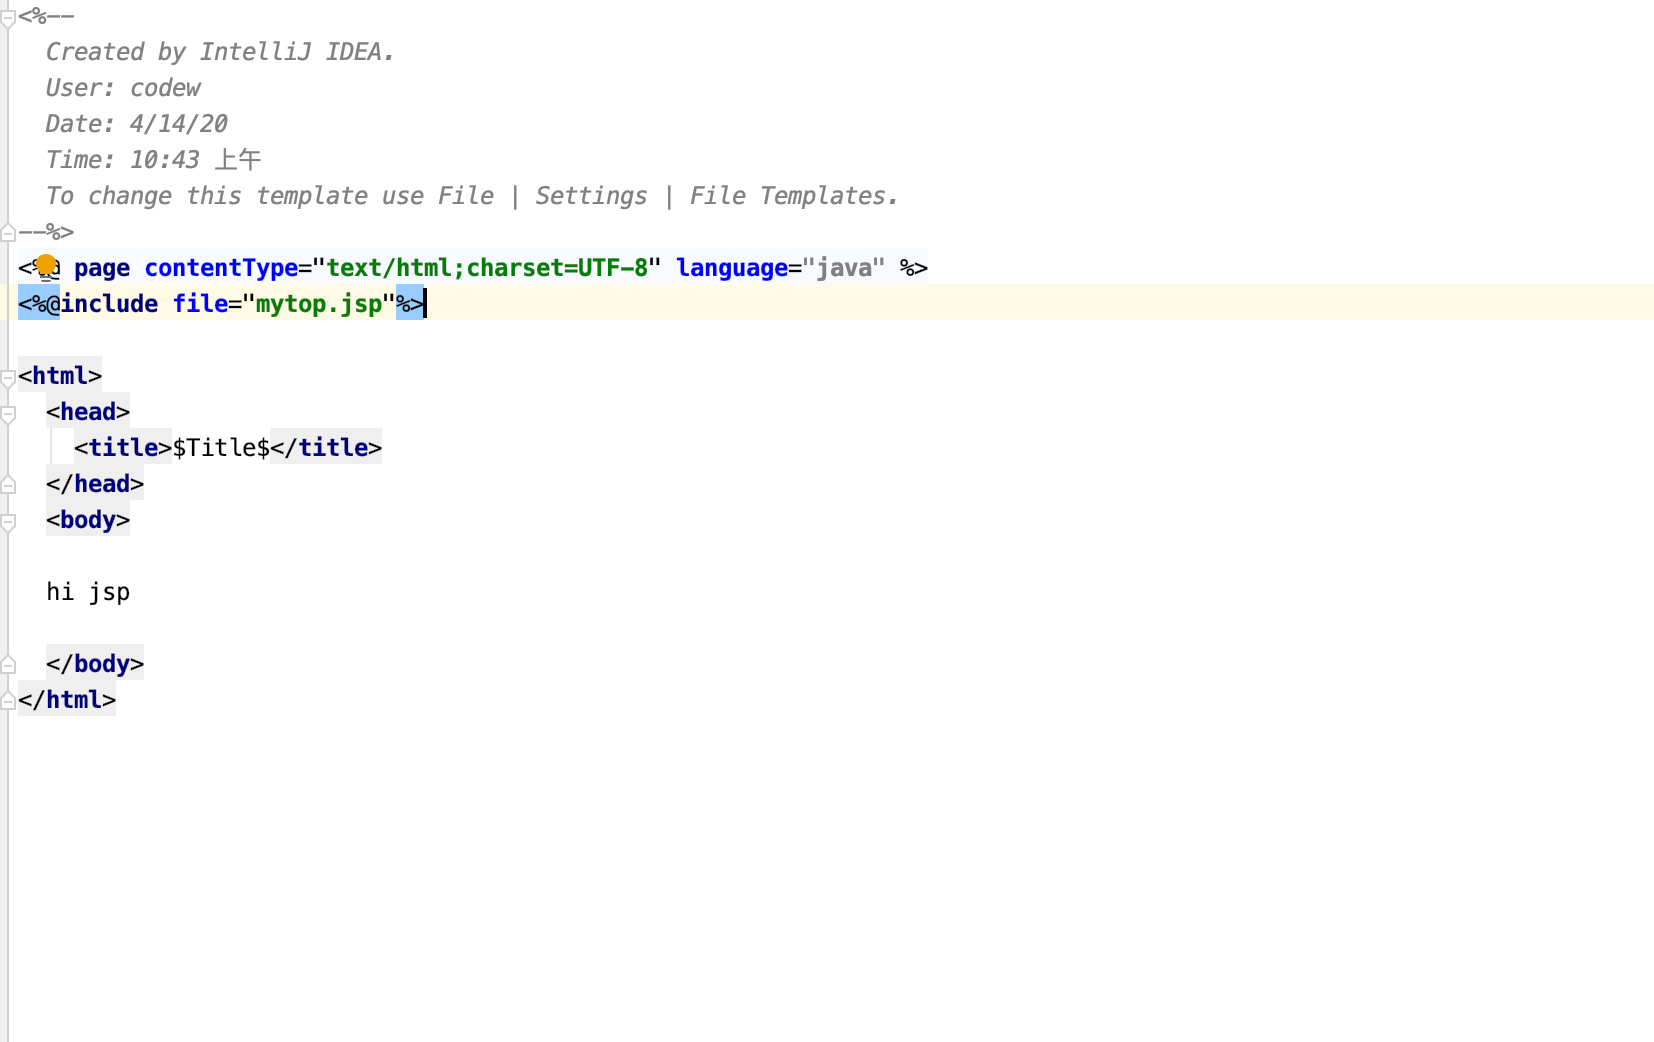 <%--
Created by IntelliJ IDEA.
User: codew
Date: 4/14/20
Time: 10:43 上午
To change this template use File | Settings | File Templates.
--%>
<%@ page contentType="text/html;charset=UTF-8" language="java" %>
<%@include file="mytop.jsp"%>
<html>
<head>
<title>$Title$</title>
</head>
<body>
hi jsp
</body>
</html>